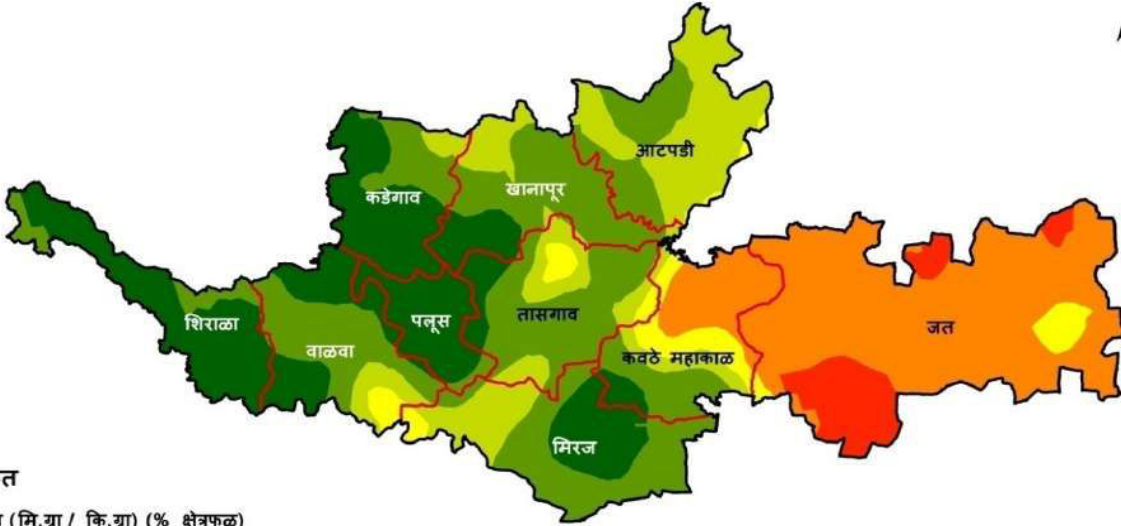 आटपडी
खानापूर
कडेगाव
शिराळा
वाळवा
पलूस
तासगाव
कवठे महाकाळ
जत
मिरज
(मि.ग्रा / कि.ग्रा) (% क्षेत्रफळ)